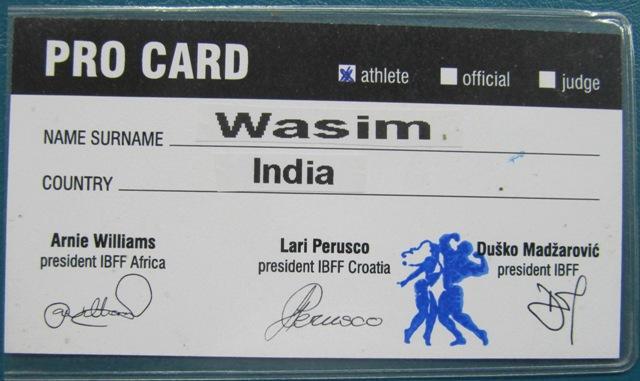 PRO CARD athlete official judge
NAME SURNAME Wasim
COUNTRY India
Arnie Williams Lari Perusco Duško Madžarović
president IBFF Africa president IBFF Croatia president IBFF
Perusco